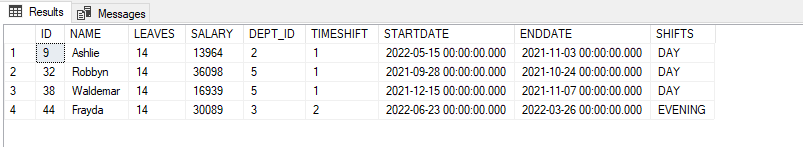 Results Messages
ID NAME LEAVES SALARY DEPT_ID TIMESHIFT STARTDATE ENDDATE SHIFTS
1 9 Ashlie 14 13964 2 1 2022-05-15 00:00:00.000 2021-11-03 00:00:00.000 DAY
2 32 Robbyn 14 36098 5 1 2021-09-28 00:00:00.000 2021-10-24 00:00:00.000 DAY
3 38 Waldemar 14 16939 5 1 2021-12-15 00:00:00.000 2021-11-07 00:00:00.000 DAY
4 44 Frayda 14 30089 3 2 2022-06-23 00:00:00.000 2022-03-26 00:00:00.000 EVENING